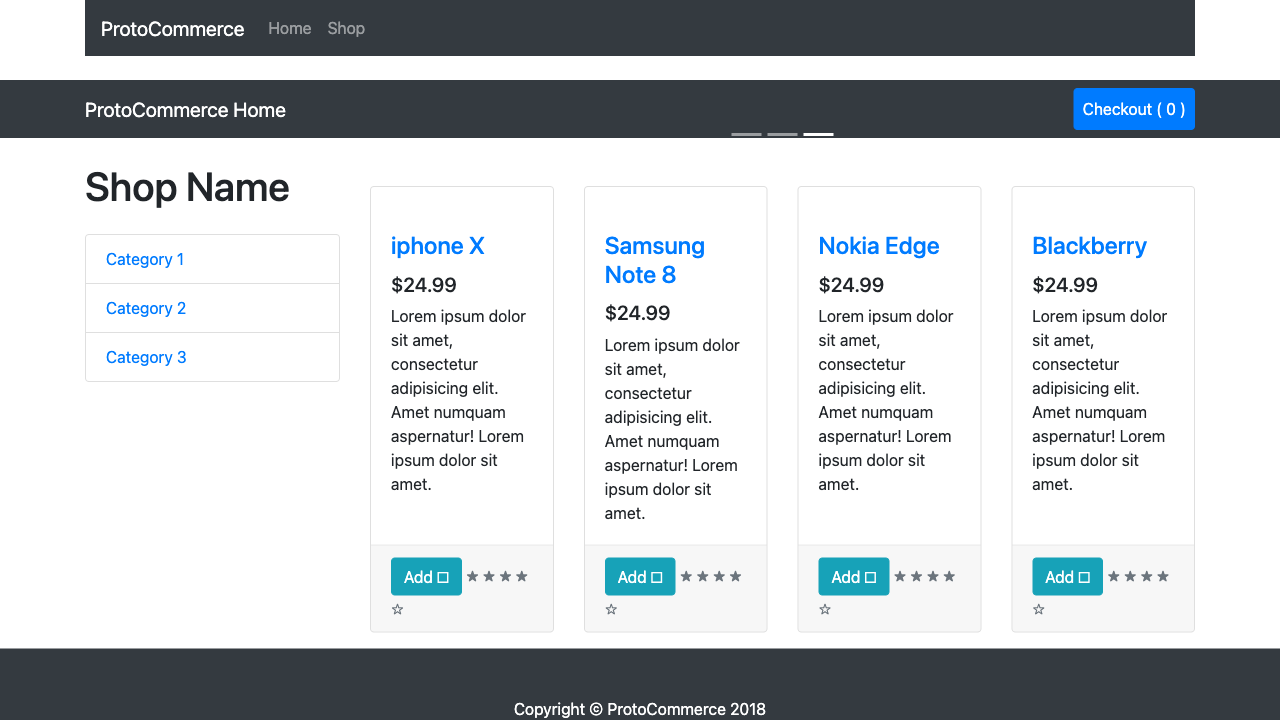 ProtoCommerce Home Shop
ProtoCommerce Home
Checkout ( 0 )
Shop Name
Category 1
Category 2
Category 3
iphone X
$24.99
Lorem ipsum dolor
sit amet,
consectetur
adipisicing elit.
Amet numquam
aspernatur! Lorem
ipsum dolor sit
amet.
Add □ ★ ★ ★ ★
☆
Samsung
Note 8
$24.99
Lorem ipsum dolor
sit amet,
consectetur
adipisicing elit.
Amet numquam
aspernatur! Lorem
ipsum dolor sit
amet.
Add □ ★ ★ ★ ★
☆
Nokia Edge
$24.99
Lorem ipsum dolor
sit amet,
consectetur
adipisicing elit.
Amet numquam
aspernatur! Lorem
ipsum dolor sit
amet.
Add □ ★ ★ ★ ★
☆
Blackberry
$24.99
Lorem ipsum dolor
sit amet,
consectetur
adipisicing elit.
Amet numquam
aspernatur! Lorem
ipsum dolor sit
amet.
Add □ ★ ★ ★ ★
☆
Copyright © ProtoCommerce 2018